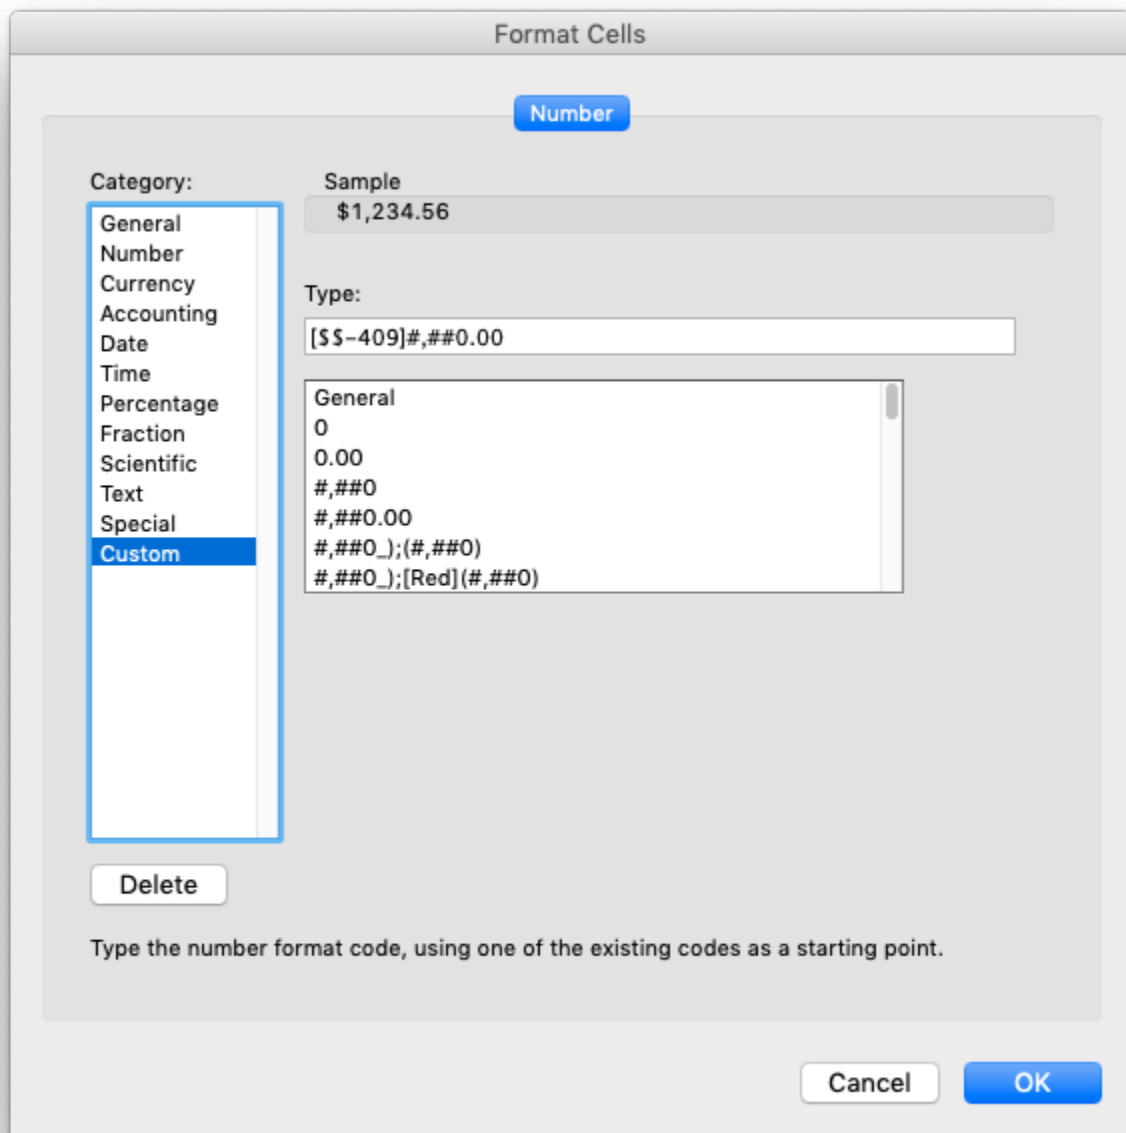 Format Cells
Number
Category:
General
Number
Currency
Accounting
Date
Time
Percentage
Fraction
Scientific
Text
Special
Custom
Sample
$1,234.56
Type:
[$$-409]#,##0.00
General
0
0.00
#,##0
#,##0.00
#,##0_);(#,##0)
#,##0_);[Red](#,##0)
Delete
Type the number format code, using one of the existing codes as a starting point.
Cancel
OK